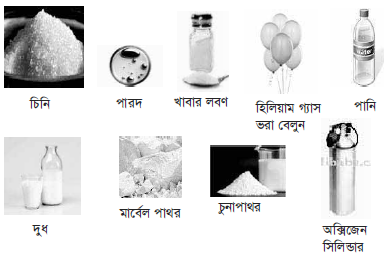 চিনি
পারদ
খাবার লবণ
হিলিয়াম গ্যাস
ভরা বেলুন
পানি
দুধ
মার্বেল পাথর
চুনাপাথর
অক্সিজেন
সিলিন্ডার